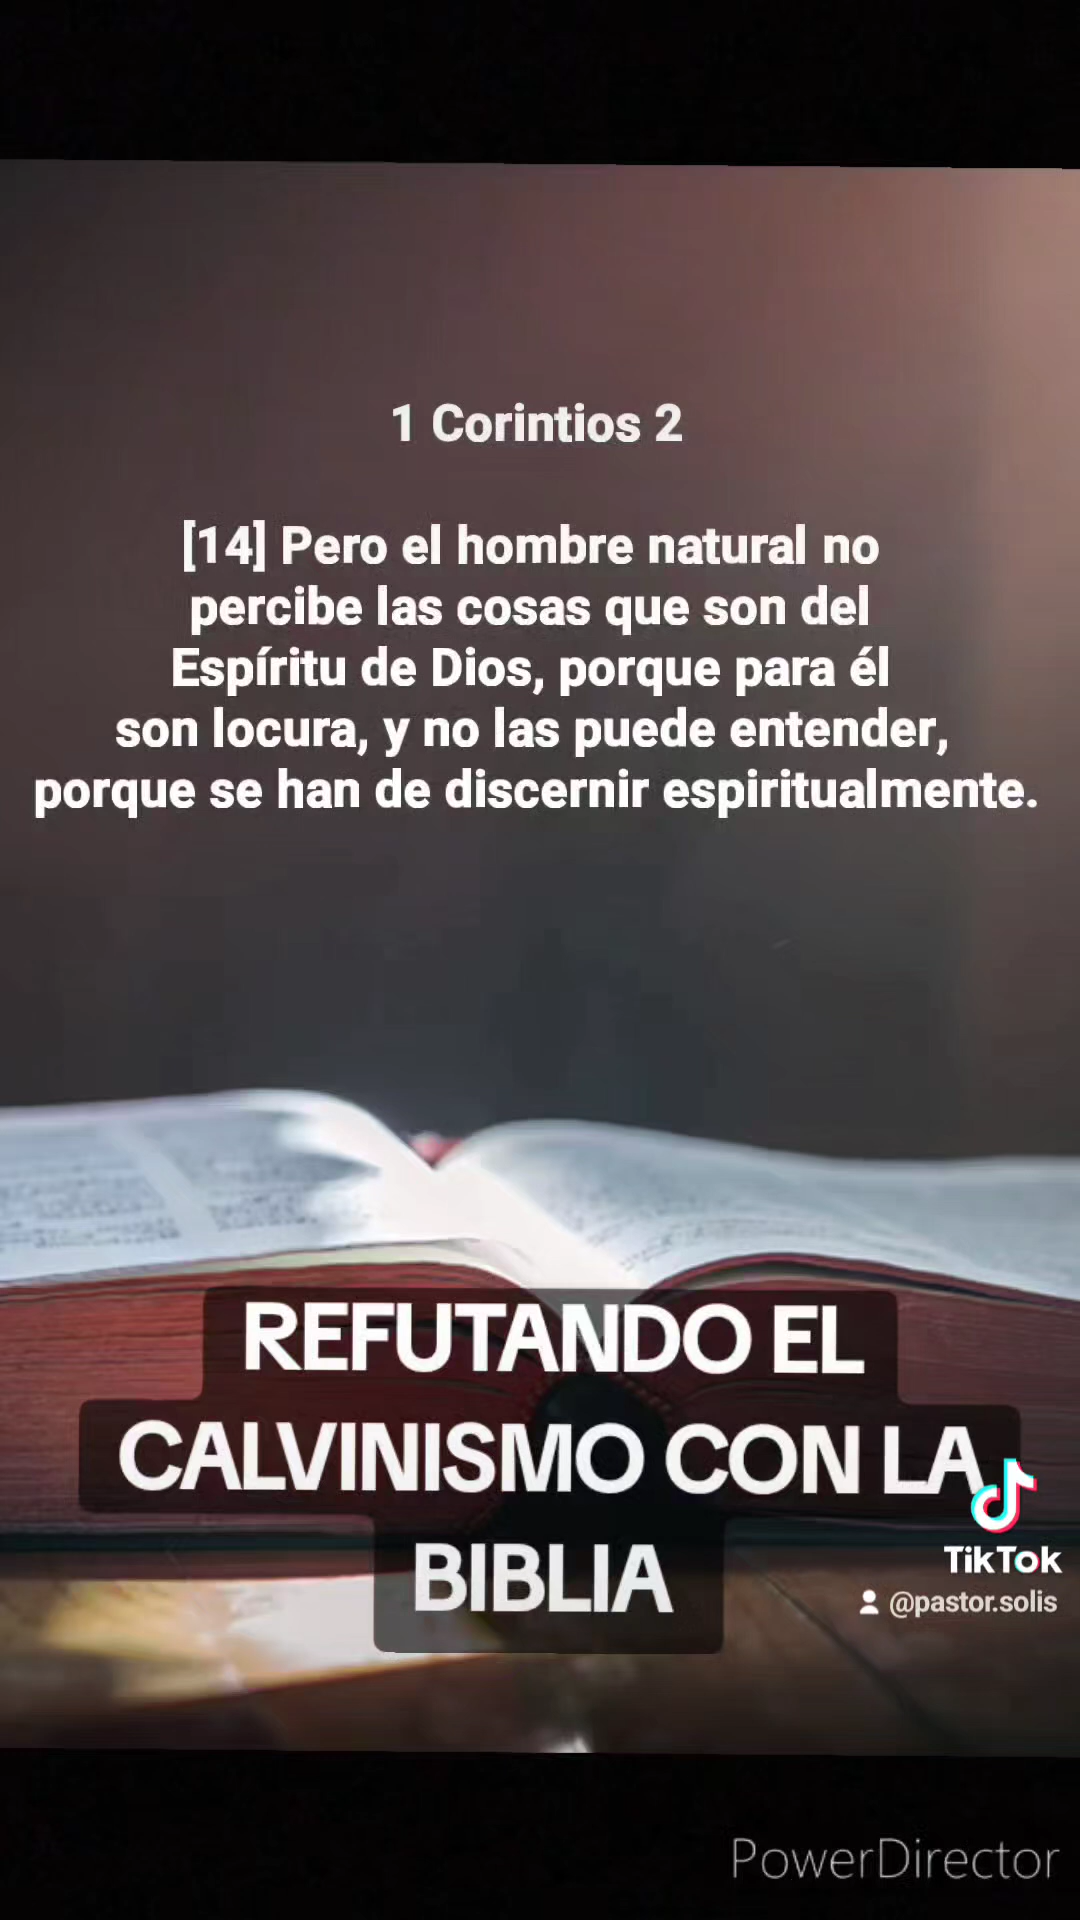 1 Corintios 2
[14] Pero el hombre natural no
percibe las cosas que son del
Espíritu de Dios, porque para él
son locura, y no las puede entender,
porque se han de discernir espiritualmente.
REFUTANDO EL
CALVINISMO CON LA
BIBLIA
TikTok
@pastor.solis
PowerDirector